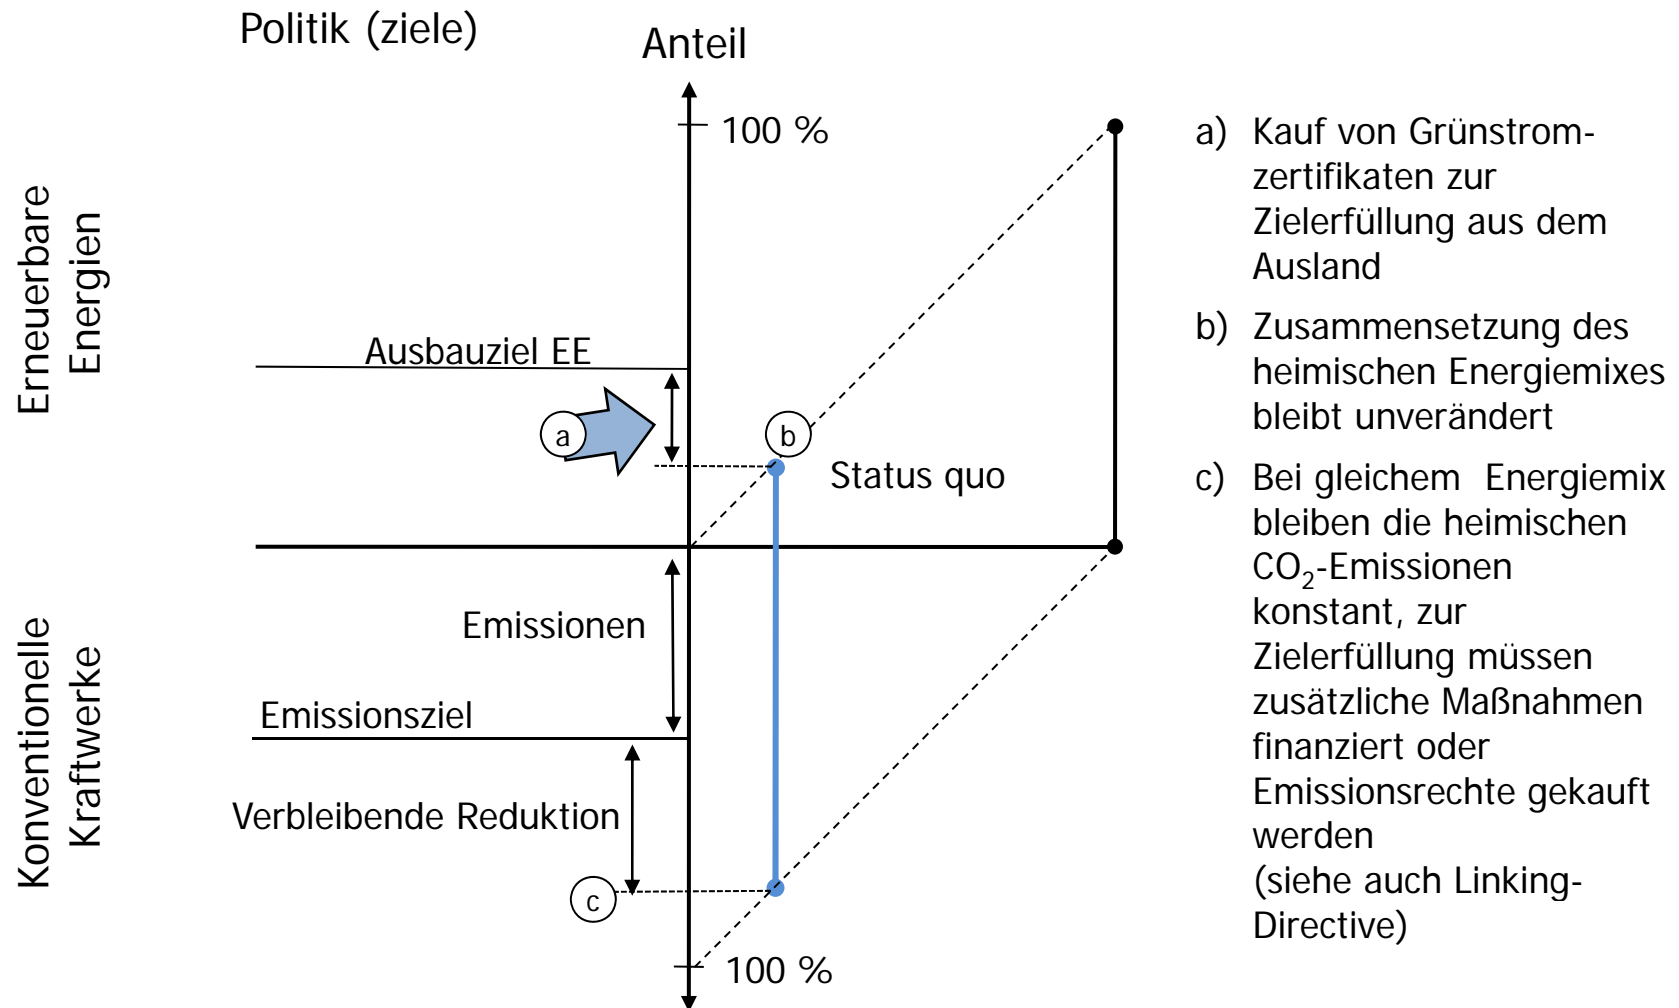 Politik (ziele)
Anteil
100 %
Erneuerbare
Energien
Ausbauziel EE
a
b
Status quo
Konventionelle
Kraftwerke
Emissionen
Emissionsziel
Verbleibende Reduktion
c
100 %
a) Kauf von Grünstrom-
zertifikaten zur
Zielerfüllung aus dem
Ausland
b) Zusammensetzung des
heimischen Energiemixes
bleibt unverändert
c) Bei gleichem Energiemix
bleiben die heimischen
CO₂-Emissionen
konstant, zur
Zielerfüllung müssen
zusätzliche Maßnahmen
finanziert oder
Emissionsrechte gekauft
werden
(siehe auch Linking-
Directive)